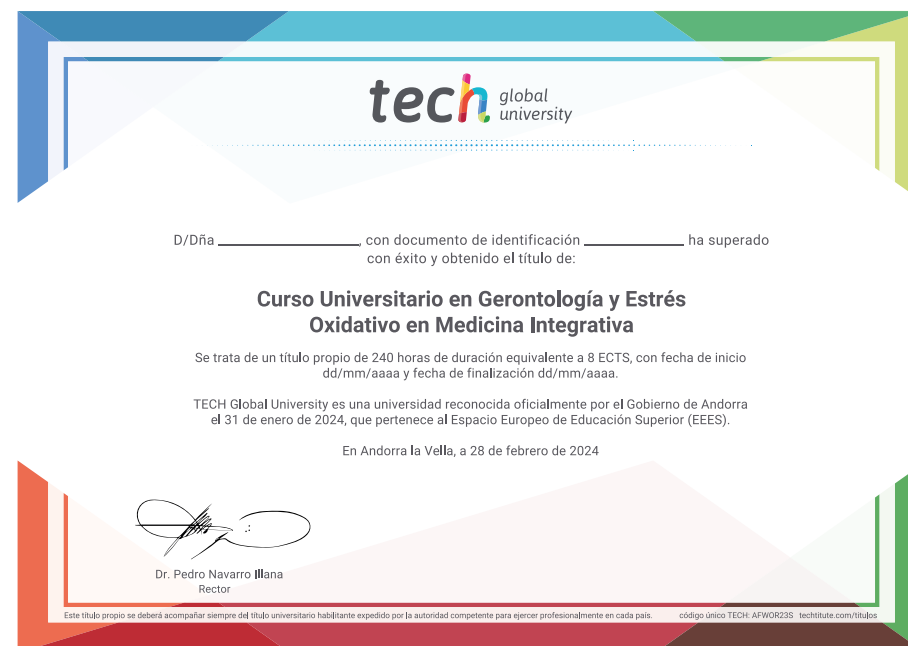 tech global university
D/Dña ____________________, con documento de identificación ______________ ha superado
con éxito y obtenido el título de:
Curso Universitario en Gerontología y Estrés
Oxidativo en Medicina Integrativa
Se trata de un título propio de 240 horas de duración equivalente a 8 ECTS, con fecha de inicio
dd/mm/aaaa y fecha de finalización dd/mm/aaaa.
TECH Global University es una universidad reconocida oficialmente por el Gobierno de Andorra
el 31 de enero de 2024, que pertenece al Espacio Europeo de Educación Superior (EEES).
En Andorra la Vella, a 28 de febrero de 2024
Dr. Pedro Navarro Illana
Rector
Este título propio se deberá acompañar siempre del título universitario habilitante expedido por la autoridad competente para ejercer profesionalmente en cada país. código único TECH: AFWOR23S techtitute.com/titulos